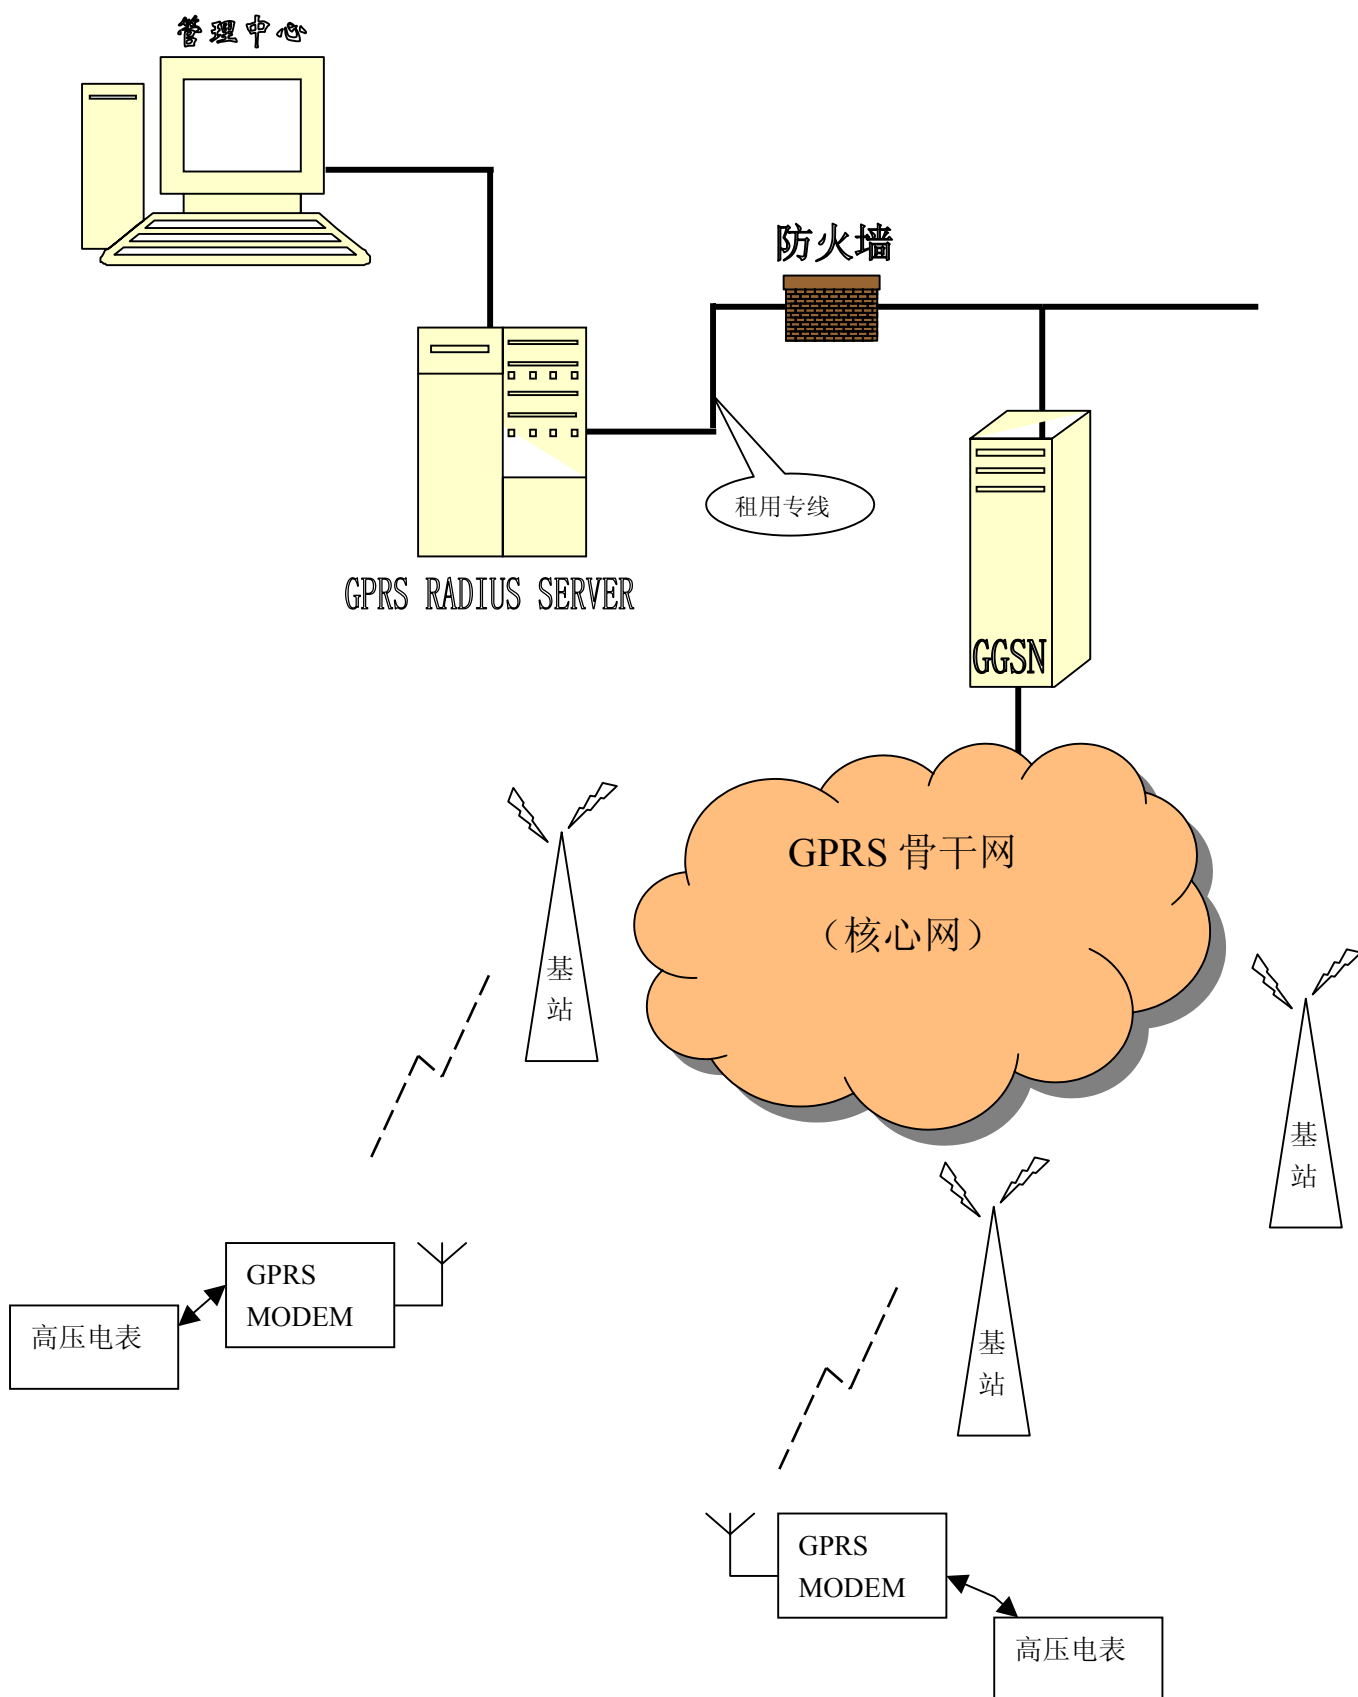 管理中心
防火墙
租用专线
GPRS RADIUS SERVER
GGSN
GPRS 骨干网
（核心网）
基
站
基
站
基
站
GPRS
MODEM
高压电表
GPRS
MODEM
高压电表